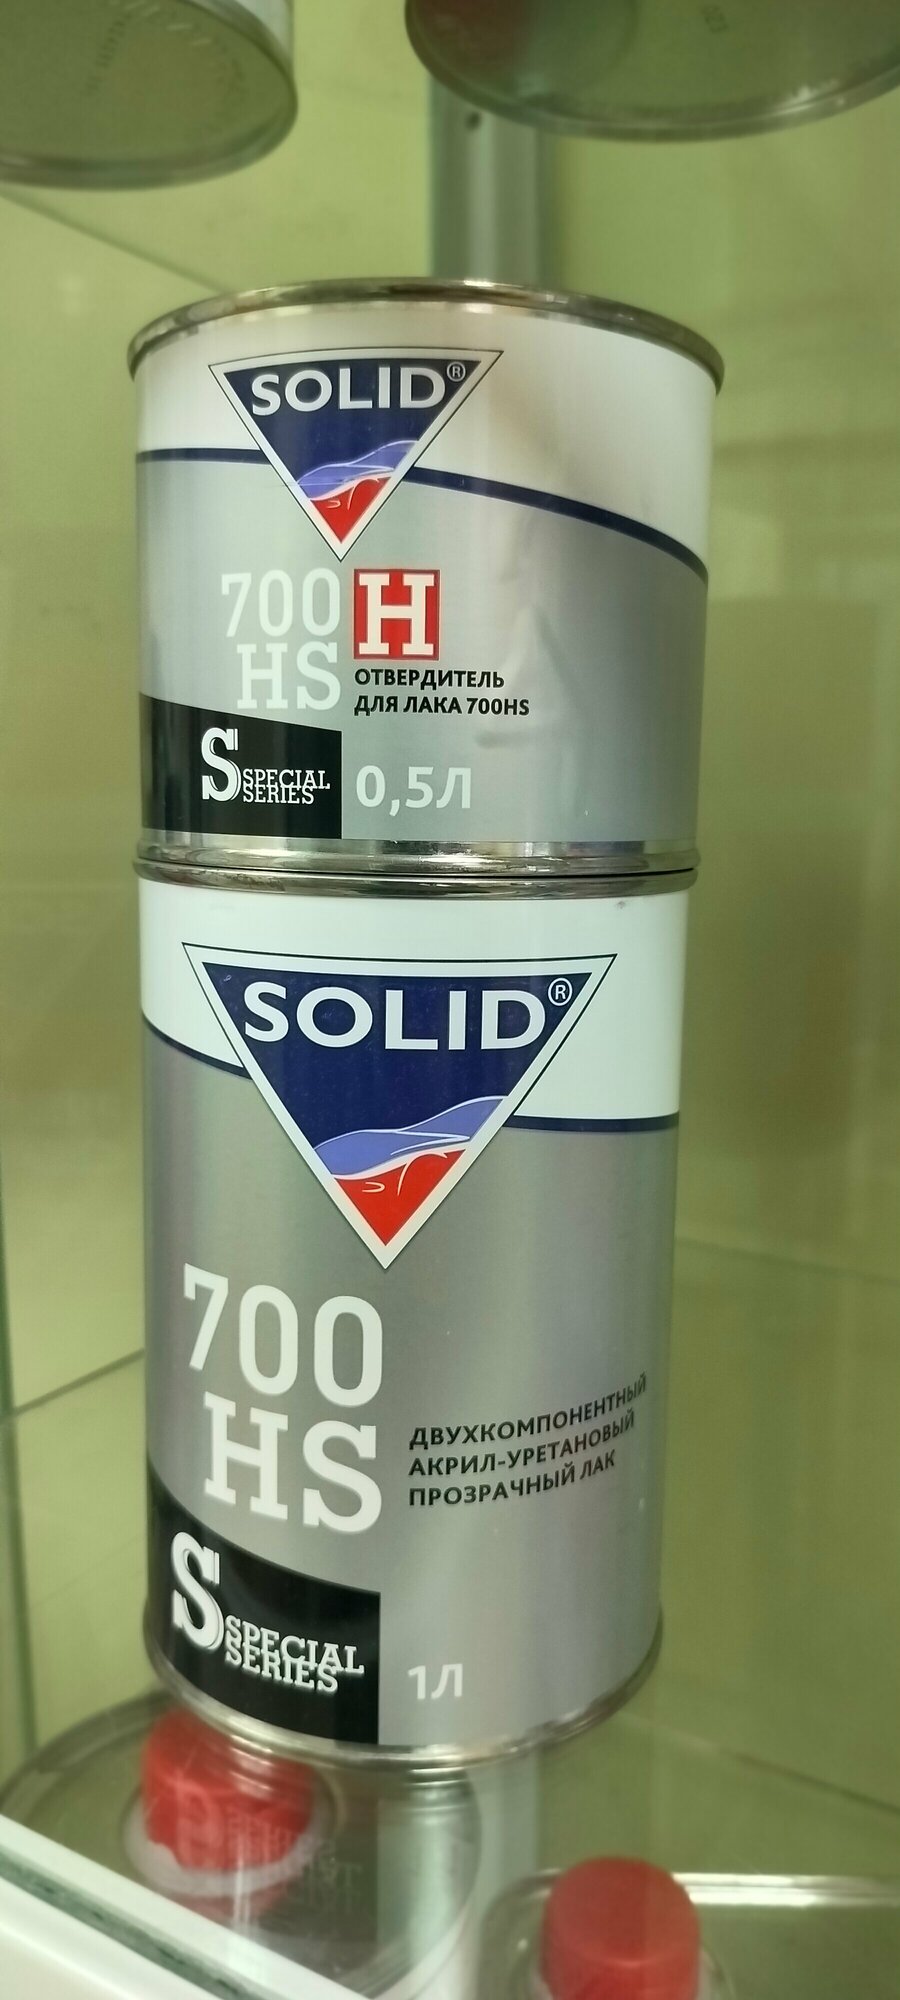 SOLID®
700 H
HS
ОТВЕРДИТЕЛЬ
ДЛЯ ЛАКА 700HS
S SPECIAL
SERIES
0,5Л
SOLID®
700
HS
ДВУХКОМПОНЕНТНЫЙ
АКРИЛ-УРЕТАНОВЫЙ
ПРОЗРАЧНЫЙ ЛАК
S SPECIAL
SERIES
1Л